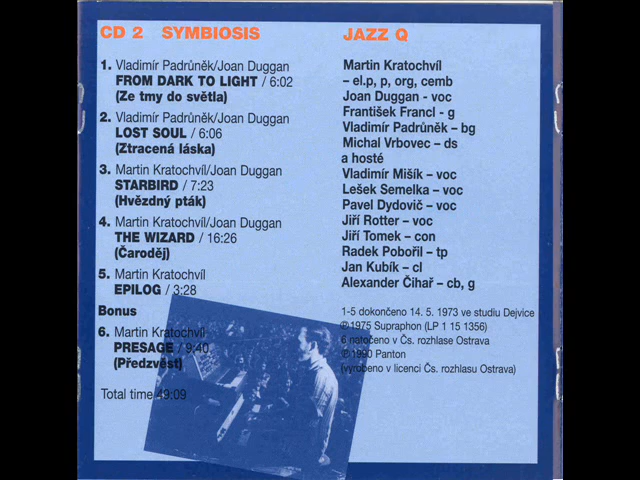 CD 2 SYMBIOSIS
1. Vladimír Padrůněk/Joan Duggan
FROM DARK TO LIGHT / 6:02
(Ze tmy do světla)
2. Vladimír Padrůněk/Joan Duggan
LOST SOUL / 6:06
(Ztracená láska)
3. Martin Kratochvíl/Joan Duggan
STARBIRD / 7:23
(Hvězdný pták)
4. Martin Kratochvíl/Joan Duggan
THE WIZARD / 16:26
(Čaroděj)
5. Martin Kratochvíl
EPILOG / 3:28
Bonus
6. Martin Kratochvíl
PRESAGE / 9:40
(Předzvěst)
Total time 49:09
JAZZ Q
Martin Kratochvíl
– el.p, p, org, cemb
Joan Duggan - voc
František Francl - g
Vladimír Padrůněk – bg
Michal Vrbovec – ds
a hosté
Vladimír Mišík – voc
Lešek Semelka – voc
Pavel Dydovič – voc
Jiří Rotter – voc
Jiří Tomek – con
Radek Pobořil – tp
Jan Kubík – cl
Alexander Čihař – cb, g
1-5 dokončeno 14. 5. 1973 ve studiu Dejvice
℗ 1975 Supraphon (LP 1 15 1356)
6 natočeno v Čs. rozhlase Ostrava
℗ 1990 Panton
(vyrobeno v licenci Čs. rozhlasu Ostrava)